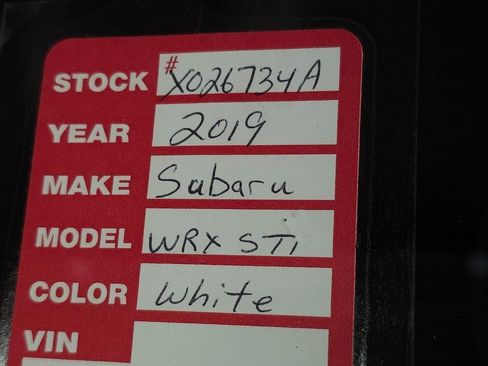 STOCK # X026734A
YEAR 2019
MAKE Subaru
MODEL WRX STI
COLOR White
VIN